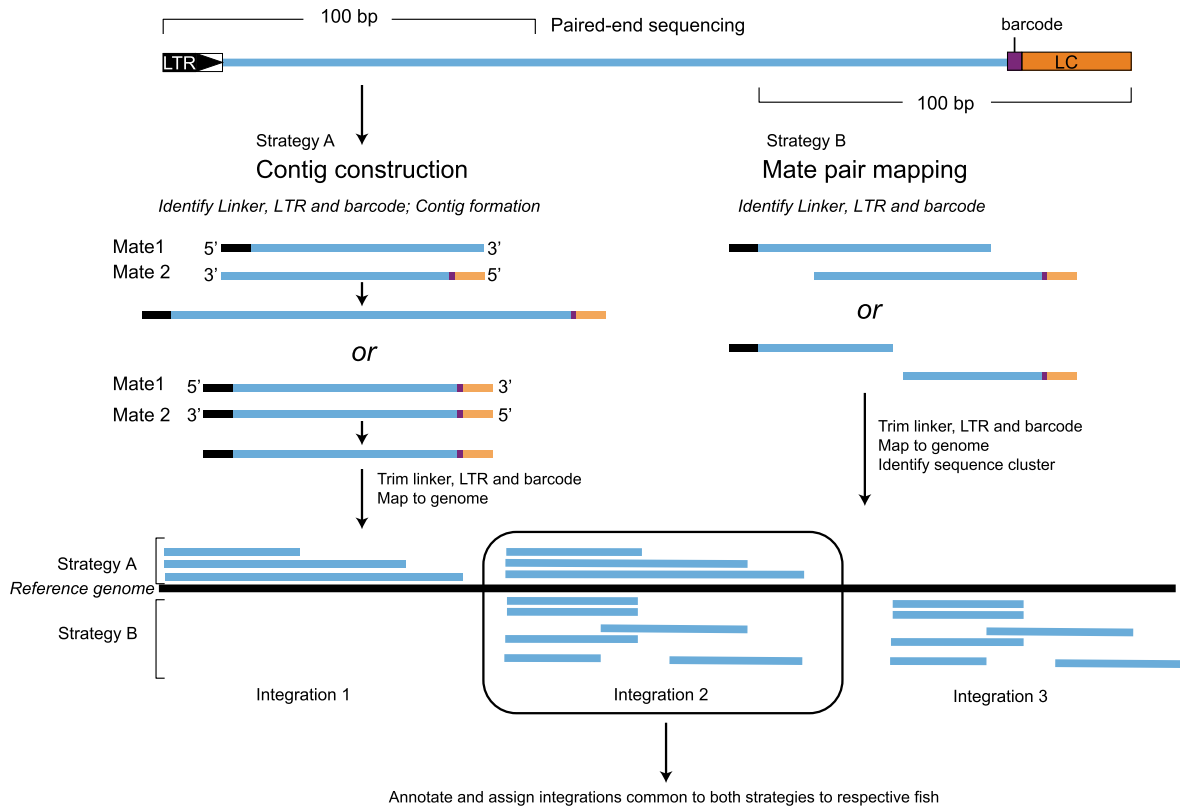 100 bp
Paired-end sequencing
barcode
LTR
LC
100 bp
Strategy A
Contig construction
Identify Linker, LTR and barcode; Contig formation
Mate1 5’ 3’
Mate 2 3’ 5’
or
Mate1 5’ 3’
Mate 2 3’ 5’
Trim linker, LTR and barcode
Map to genome
Strategy B
Mate pair mapping
Identify Linker, LTR and barcode
or
Trim linker, LTR and barcode
Map to genome
Identify sequence cluster
Strategy A
Reference genome
Strategy B
Integration 1
Integration 2
Integration 3
Annotate and assign integrations common to both strategies to respective fish